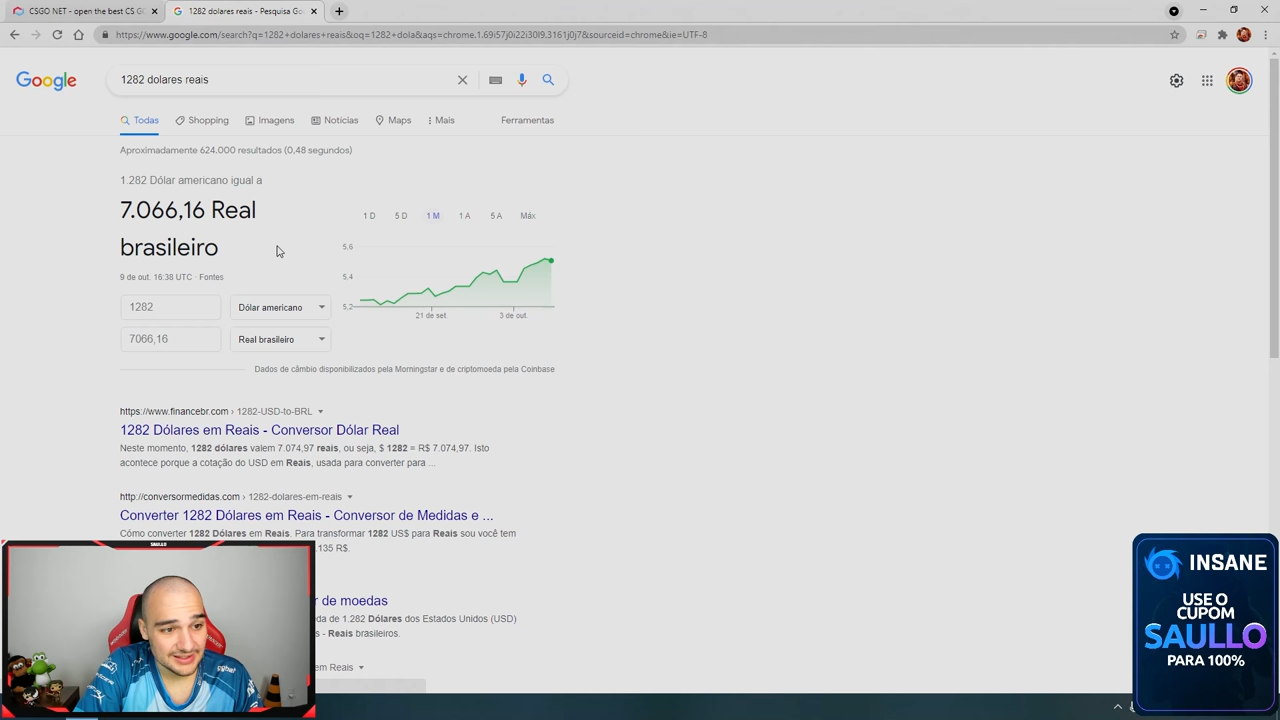 CSGO NET - open the best CS G
1282 dolares reais - Pesquisa Go
https://www.google.com/search?q=1282+dolares+reais&oq=1282+dola&aqs=chrome.1.69i57j0i22i30l9.3161j0j7&sourceid=chrome&ie=UTF-8
Google
1282 dolares reais
Todas
Shopping
Imagens
Notícias
Maps
Mais
Ferramentas
Aproximadamente 624.000 resultados (0,48 segundos)
1.282 Dólar americano igual a
7.066,16 Real
brasileiro
9 de out. 16:38 UTC · Fontes
1282
Dólar americano
7066,16
Real brasileiro
1 D
5 D
1 M
1 A
5 A
Máx.
5,6
5,4
5,2
21 de set.
3 de out.
Dados de câmbio disponibilizados pela Morningstar e de criptomoeda pela Coinbase
https://www.financebr.com › 1282-USD-to-BRL
1282 Dólares em Reais - Conversor Dólar Real
Neste momento, 1282 dólares valem 7.074,97 reais, ou seja, $ 1282 = R$ 7.074,97. Isto
acontece porque a cotação do USD em Reais, usada para converter para ...
http://conversormedidas.com › 1282-dolares-em-reais
Converter 1282 Dólares em Reais - Conversor de Medidas e ...
Cómo converter 1282 Dólares em Reais. Para transformar 1282 US$ para Reais sou você tem
.135 R$.
r de moedas
da de 1.282 Dólares dos Estados Unidos (USD)
s - Reais brasileiros.
em Reais
SAULLO
INSANE
USE O
CUPOM
SAULLO
PARA 100%